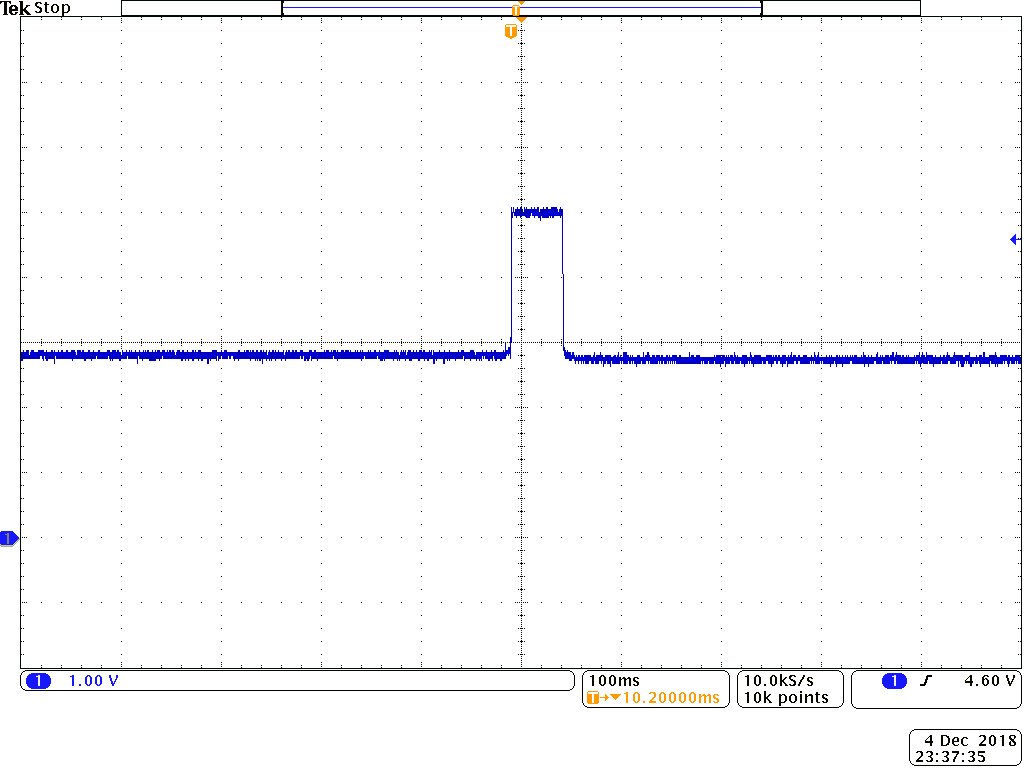 Tek Stop
T
T
1
1 1.00 V
100ms
T→▼10.20000ms
10.0kS/s
10k points
1 ƒ 4.60 V
4 Dec 2018
23:37:35